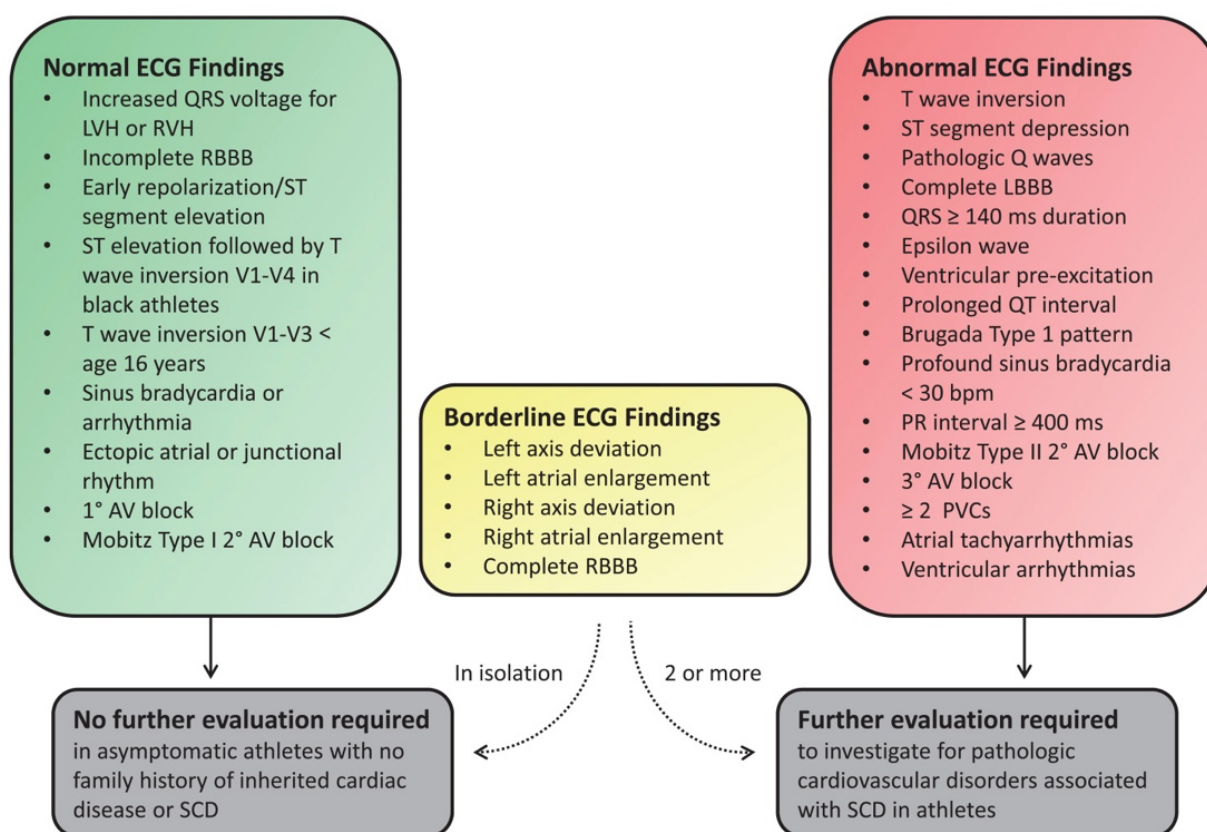 Normal ECG Findings
• Increased QRS voltage for
LVH or RVH
• Incomplete RBBB
• Early repolarization/ST
segment elevation
• ST elevation followed by T
wave inversion V1-V4 in
black athletes
• T wave inversion V1-V3 <
age 16 years
• Sinus bradycardia or
arrhythmia
• Ectopic atrial or junctional
rhythm
• 1° AV block
• Mobitz Type I 2° AV block
Borderline ECG Findings
• Left axis deviation
• Left atrial enlargement
• Right axis deviation
• Right atrial enlargement
• Complete RBBB
Abnormal ECG Findings
• T wave inversion
• ST segment depression
• Pathologic Q waves
• Complete LBBB
• QRS ≥ 140 ms duration
• Epsilon wave
• Ventricular pre-excitation
• Prolonged QT interval
• Brugada Type 1 pattern
• Profound sinus bradycardia
< 30 bpm
• PR interval ≥ 400 ms
• Mobitz Type II 2° AV block
• 3° AV block
• ≥ 2 PVCs
• Atrial tachyarrhythmias
• Ventricular arrhythmias
In isolation
2 or more
No further evaluation required
in asymptomatic athletes with no
family history of inherited cardiac
disease or SCD
Further evaluation required
to investigate for pathologic
cardiovascular disorders associated
with SCD in athletes